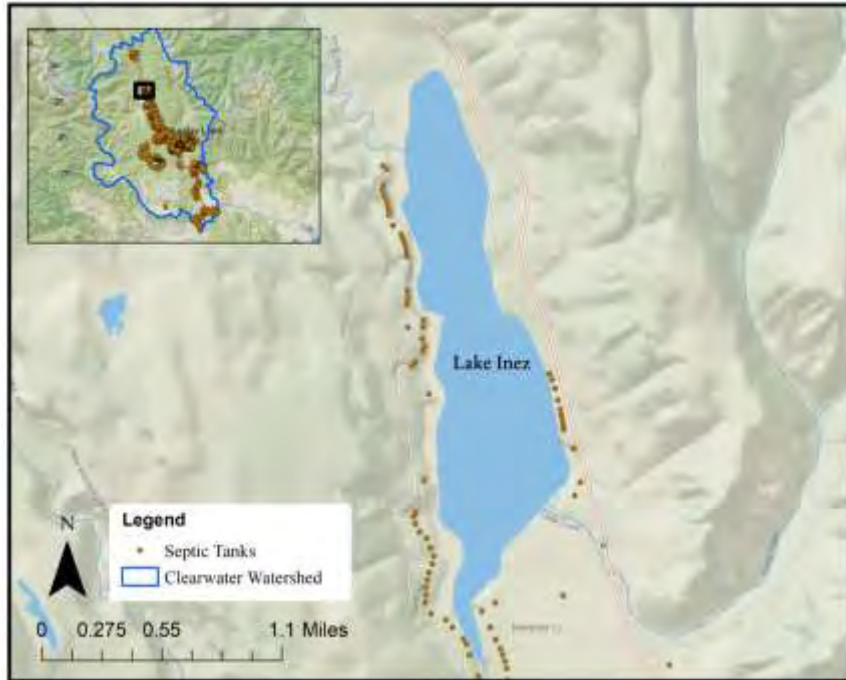 Lake Inez
N
Legend
Septic Tanks
Clearwater Watershed
0 0.275 0.55 1.1 Miles